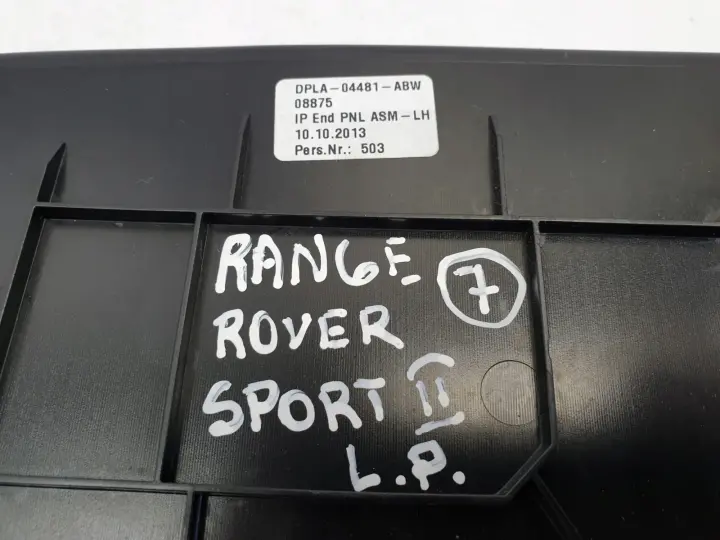 DPLA-04481-ABW
08875
IP End PNL ASM-LH
10.10.2013
Pers.Nr.: 503
RANGE 7
ROVER
SPORT II
L.P.